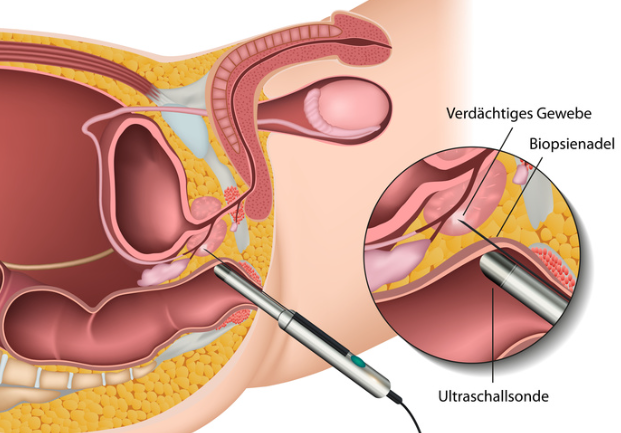 Verdächtiges Gewebe
Biopsienadel
Ultraschallsonde